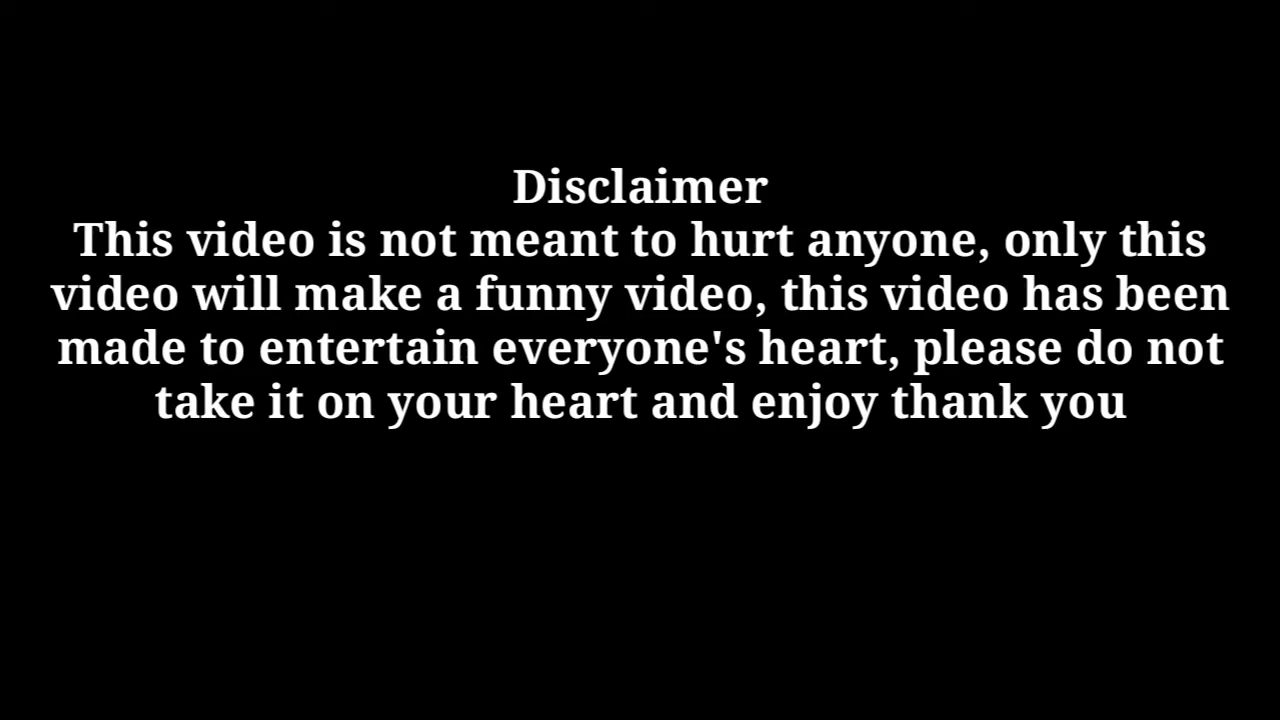 Disclaimer
This video is not meant to hurt anyone, only this
video will make a funny video, this video has been
made to entertain everyone's heart, please do not
take it on your heart and enjoy thank you